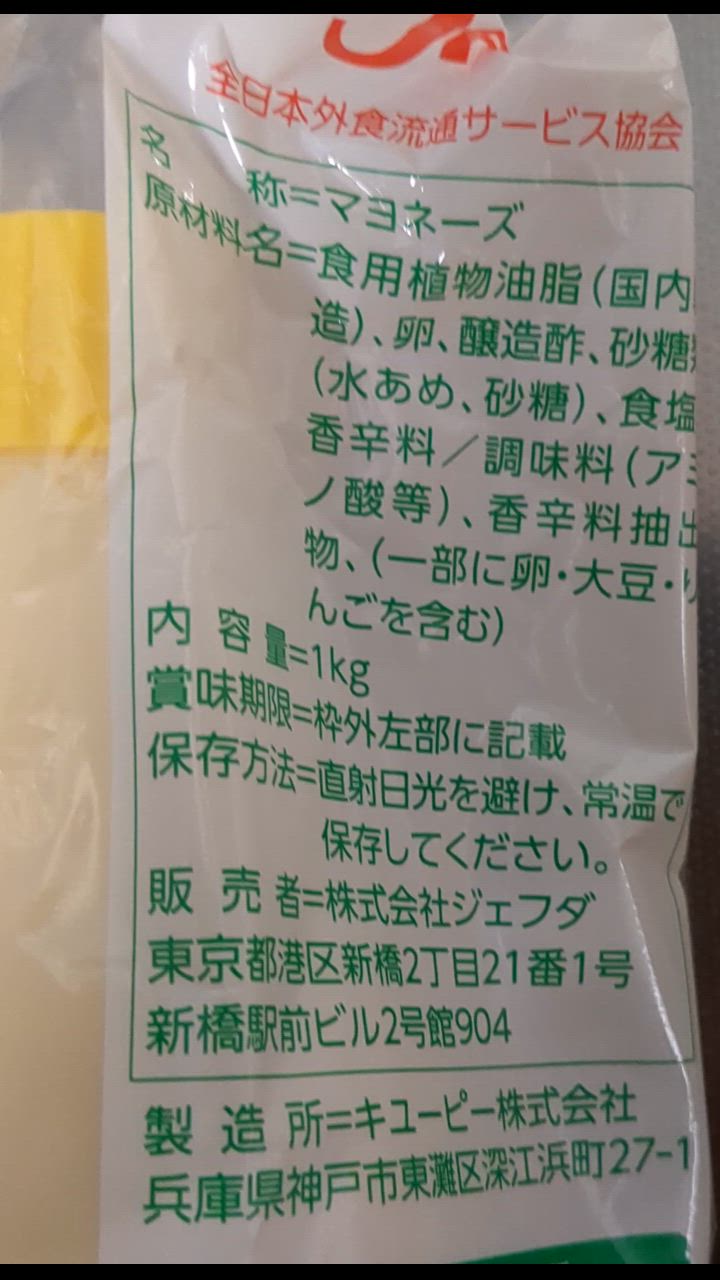 全日本外食流通サービス協会
名 称=マヨネーズ
原材料名=食用植物油脂(国内
造)、卵、醸造酢、砂糖
(水あめ、砂糖)、食塩
香辛料/調味料(アミ
ノ酸等)、香辛料抽出
物、(一部に卵・大豆・り
んごを含む)
内 容 量=1kg
賞味期限=枠外左部に記載
保存方法=直射日光を避け、常温で
保存してください。
販 売 者=株式会社ジェフダ
東京都港区新橋2丁目21番1号
新橋駅前ビル2号館904
製 造 所=キユーピー株式会社
兵庫県神戸市東灘区深江浜町27-1